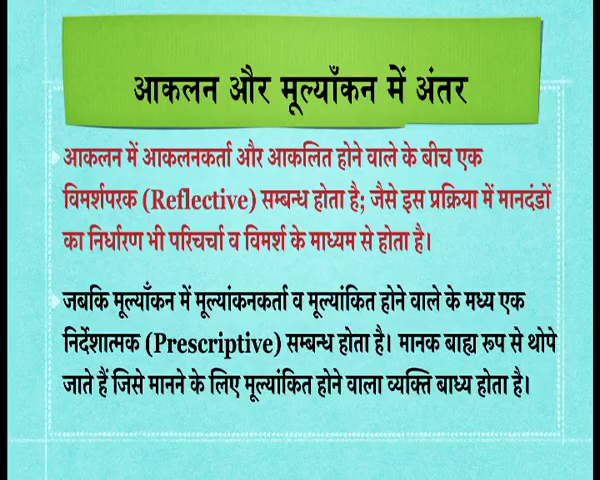 आकलन और मूल्याँकन में अंतर
आकलन में आकलनकर्ता और आकलित होने वाले के बीच एक
विमर्शपरक (Reflective) सम्बन्ध होता है; जैसे इस प्रक्रिया में मानदंडों
का निर्धारण भी परिचर्चा व विमर्श के माध्यम से होता है।
जबकि मूल्याँकन में मूल्यांकनकर्ता व मूल्यांकित होने वाले के मध्य एक
निर्देशात्मक (Prescriptive) सम्बन्ध होता है। मानक बाह्य रूप से थोपे
जाते हैं जिसे मानने के लिए मूल्यांकित होने वाला व्यक्ति बाध्य होता है।